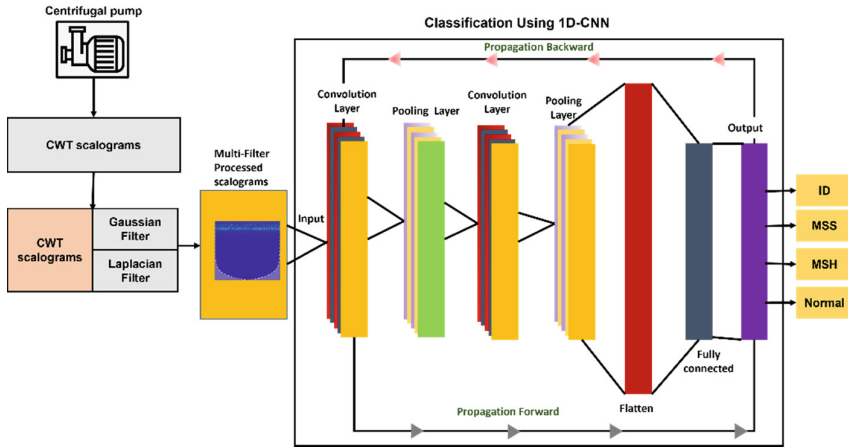 Centrifugal pump
CWT scalograms
CWT
scalograms
Gaussian
Filter
Laplacian
Filter
Multi-Filter
Processed
scalograms
Classification Using 1D-CNN
Propagation Backward
Input
Convolution
Layer
Pooling Layer
Convolution
Layer
Pooling
Layer
Flatten
Fully
connected
Output
Propagation Forward
ID
MSS
MSH
Normal